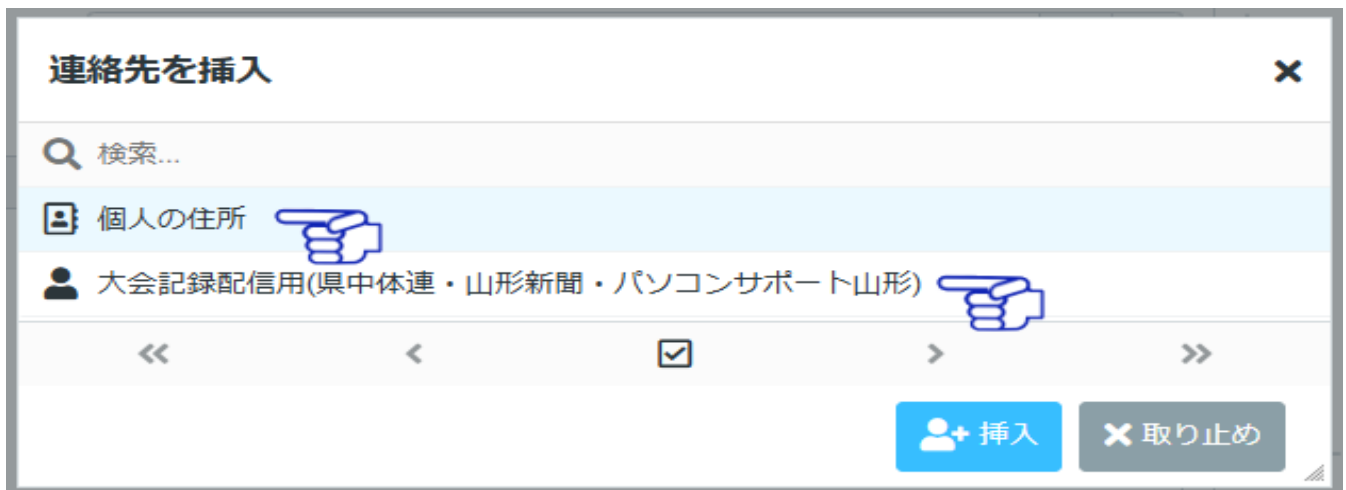 連絡先を挿入
検索...
個人の住所
大会記録配信用(県中体連・山形新聞・パソコンサポート山形)
挿入 取り止め